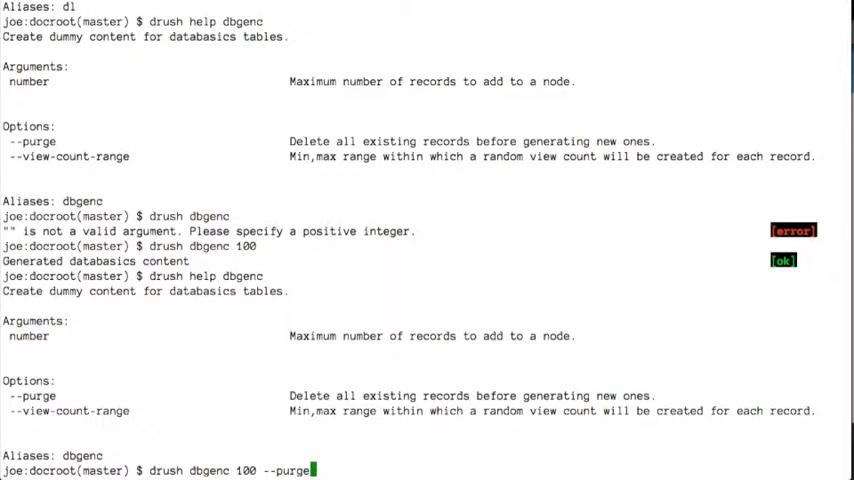 Aliases: dl
joe:docroot(master) $ drush help dbgenc
Create dummy content for databasics tables.
Arguments:
number Maximum number of records to add to a node.
Options:
--purge Delete all existing records before generating new ones.
--view-count-range Min,max range within which a random view count will be created for each record.
Aliases: dbgenc
joe:docroot(master) $ drush dbgenc
"" is not a valid argument. Please specify a positive integer. [error]
joe:docroot(master) $ drush dbgenc 100
Generated databasics content [ok]
joe:docroot(master) $ drush help dbgenc
Create dummy content for databasics tables.
Arguments:
number Maximum number of records to add to a node.
Options:
--purge Delete all existing records before generating new ones.
--view-count-range Min,max range within which a random view count will be created for each record.
Aliases: dbgenc
joe:docroot(master) $ drush dbgenc 100 --purge